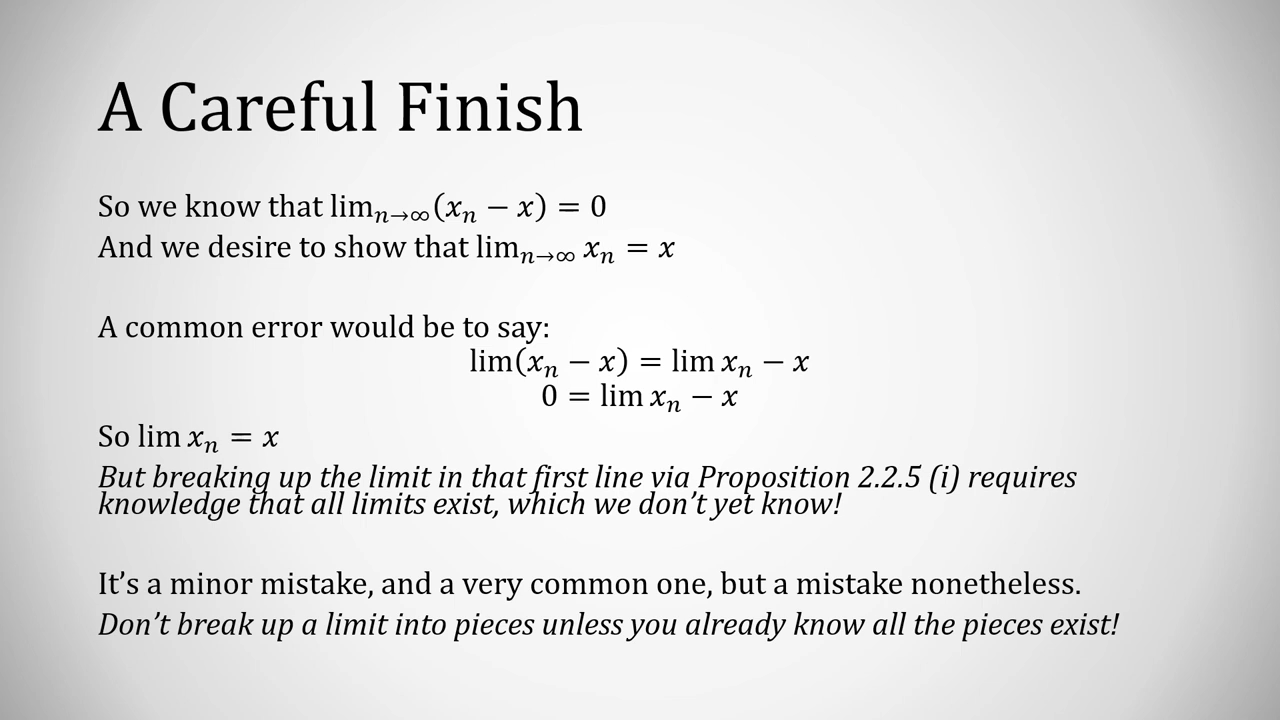 A Careful Finish
So we know that lim_{n→∞}(x_n − x) = 0
And we desire to show that lim_{n→∞} x_n = x
A common error would be to say:
lim(x_n − x) = lim x_n − x
0 = lim x_n − x
So lim x_n = x
But breaking up the limit in that first line via Proposition 2.2.5 (i) requires
knowledge that all limits exist, which we don’t yet know!
It’s a minor mistake, and a very common one, but a mistake nonetheless.
Don’t break up a limit into pieces unless you already know all the pieces exist!